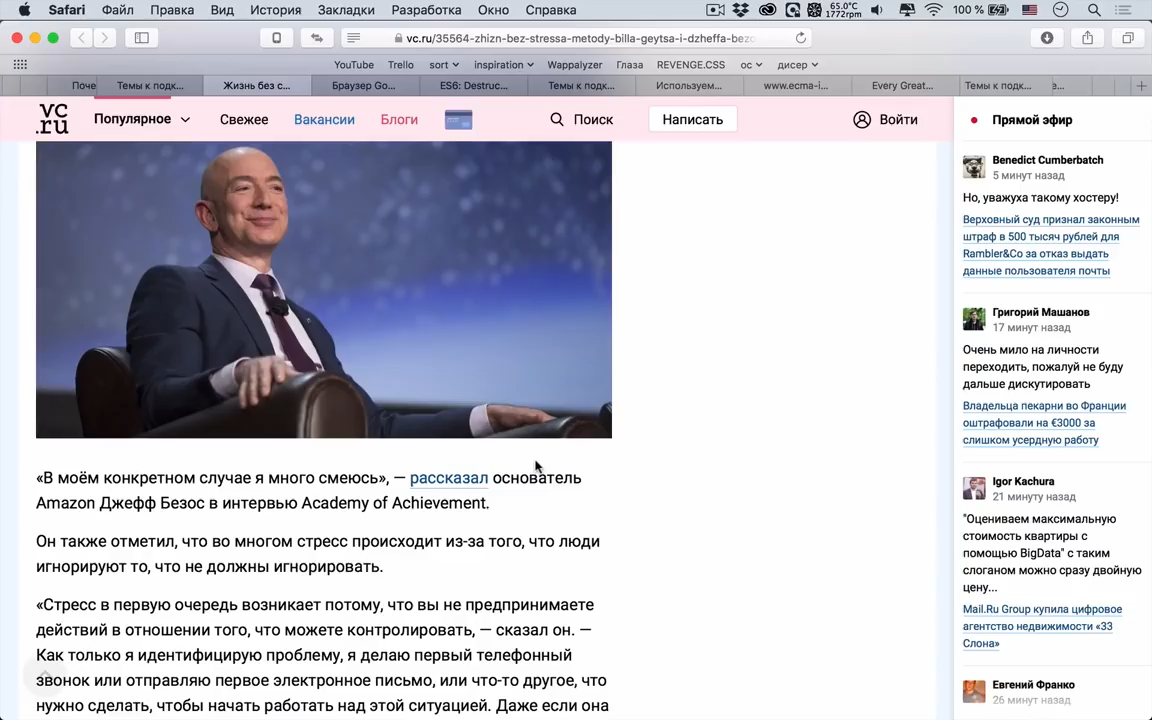 Safari Файл Правка Вид История Закладки Разработка Окно Справка 65.0°C 1772rpm 100 %
vc.ru/35564-zhizn-bez-stressa-metody-billa-geytsa-i-dzheffa-bezo
YouTube Trello sort inspiration Wappalyzer Глаза REVENGE.CSS ос дисер
Поче Темы к подк... Жизнь без с... Браузер Go... ES6: Destruc... Темы к подк... Используем... www.ecma-i... Every Great... Темы к подк... е...
vc .ru Популярное Свежее Вакансии Блоги Поиск Написать Войти
«В моём конкретном случае я много смеюсь», — рассказал основатель
Amazon Джефф Безос в интервью Academy of Achievement.
Он также отметил, что во многом стресс происходит из-за того, что люди
игнорируют то, что не должны игнорировать.
«Стресс в первую очередь возникает потому, что вы не предпринимаете
действий в отношении того, что можете контролировать, — сказал он. —
Как только я идентифицирую проблему, я делаю первый телефонный
звонок или отправляю первое электронное письмо, или что-то другое, что
нужно сделать, чтобы начать работать над этой ситуацией. Даже если она
Прямой эфир
Benedict Cumberbatch
5 минут назад
Но, уважуха такому хостеру!
Верховный суд признал законным
штраф в 500 тысяч рублей для
Rambler&Co за отказ выдать
данные пользователя почты
Григорий Машанов
17 минут назад
Очень мило на личности
переходить, пожалуй не буду
дальше дискутировать
Владельца пекарни во Франции
оштрафовали на €3000 за
слишком усердную работу
Igor Kachura
21 минуту назад
"Оцениваем максимальную
стоимость квартиры с
помощью BigData" с таким
слоганом можно сразу двойную
цену...
Mail.Ru Group купила цифровое
агентство недвижимости «33
Слона»
Евгений Франко
26 минут назад